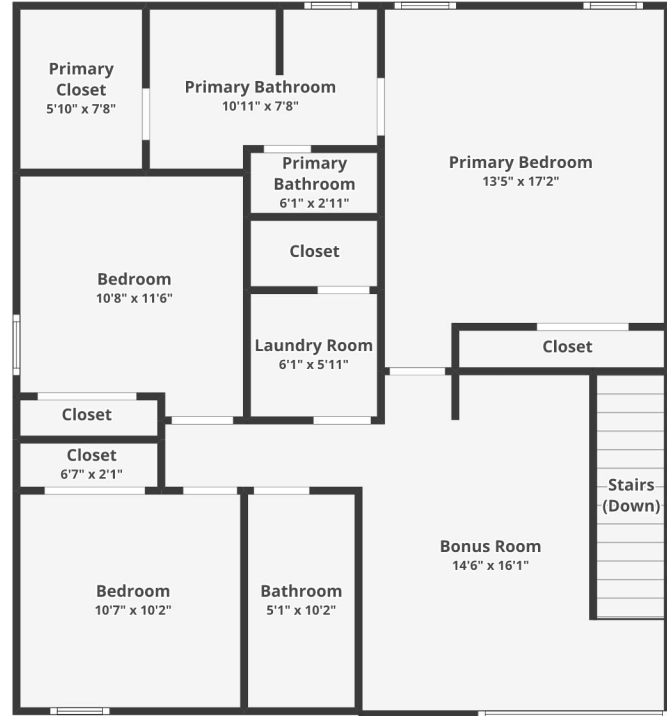 Primary
Closet
5'10" x 7'8"
Primary Bathroom
10'11" x 7'8"
Primary
Bathroom
6'1" x 2'11"
Primary Bedroom
13'5" x 17'2"
Closet
Bedroom
10'8" x 11'6"
Laundry Room
6'1" x 5'11"
Closet
Closet
Closet
6'7" x 2'1"
Stairs
(Down)
Bonus Room
14'6" x 16'1"
Bedroom
10'7" x 10'2"
Bathroom
5'1" x 10'2"